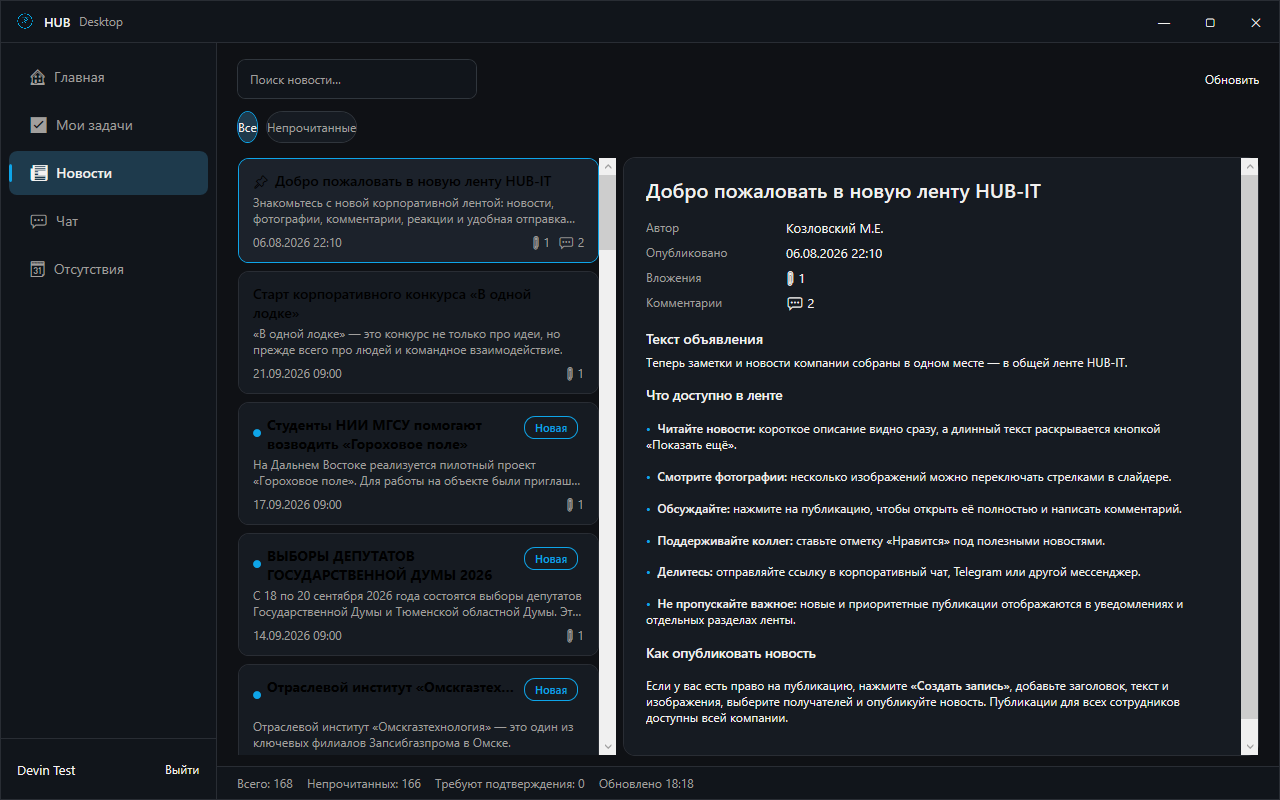 HUB Desktop
Главная
Мои задачи
Новости
Чат
31 Отсутствия
Devin Test Выйти
Поиск новости...
Обновить
Все Непрочитанные
Добро пожаловать в новую ленту HUB-IT
Знакомьтесь с новой корпоративной лентой: новости,
фотографии, комментарии, реакции и удобная отправка...
06.08.2026 22:10 1 2
Старт корпоративного конкурса «В одной
лодке»
«В одной лодке» — это конкурс не только про идеи, но
прежде всего про людей и командное взаимодействие.
21.09.2026 09:00 1
Студенты НИИ МГСУ помогают
возводить «Гороховое поле»
Новая
На Дальнем Востоке реализуется пилотный проект
«Гороховое поле». Для работы на объекте были приглаш...
17.09.2026 09:00 1
ВЫБОРЫ ДЕПУТАТОВ
ГОСУДАРСТВЕННОЙ ДУМЫ 2026
Новая
С 18 по 20 сентября 2026 года состоятся выборы депутатов
Государственной Думы и Тюменской областной Думы. Эт...
14.09.2026 09:00 1
Отраслевой институт «Омскгазтех...
Новая
Отраслевой институт «Омскгазтехнология» — это один из
ключевых филиалов Запсибгазпрома в Омске.
Добро пожаловать в новую ленту HUB-IT
Автор Козловский М.Е.
Опубликовано 06.08.2026 22:10
Вложения 1
Комментарии 2
Текст объявления
Теперь заметки и новости компании собраны в одном месте — в общей ленте HUB-IT.
Что доступно в ленте
• Читайте новости: короткое описание видно сразу, а длинный текст раскрывается кнопкой
«Показать ещё».
• Смотрите фотографии: несколько изображений можно переключать стрелками в слайдере.
• Обсуждайте: нажмите на публикацию, чтобы открыть её полностью и написать комментарий.
• Поддерживайте коллег: ставьте отметку «Нравится» под полезными новостями.
• Делитесь: отправляйте ссылку в корпоративный чат, Telegram или другой мессенджер.
• Не пропускайте важное: новые и приоритетные публикации отображаются в уведомлениях и
отдельных разделах ленты.
Как опубликовать новость
Если у вас есть право на публикацию, нажмите «Создать запись», добавьте заголовок, текст и
изображения, выберите получателей и опубликуйте новость. Публикации для всех сотрудников
доступны всей компании.
Всего: 168 Непрочитанных: 166 Требуют подтверждения: 0 Обновлено 18:18